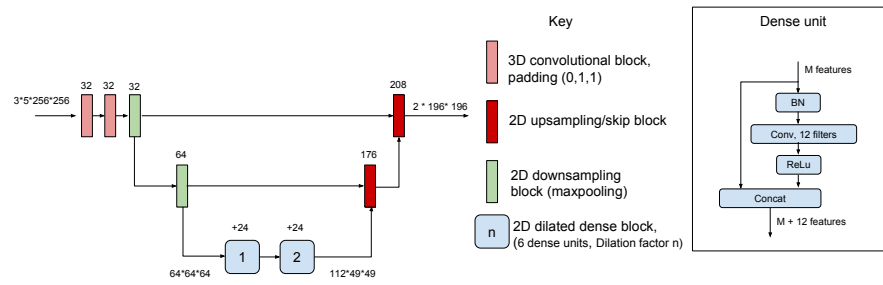 Key
Dense unit
32
32
32
208
3*5*256*256
2 * 196* 196
3D convolutional block,
padding (0,1,1)
2D upsampling/skip block
64
176
2D downsampling
block (maxpooling)
+24
+24
1
2
64*64*64
112*49*49
n
2D dilated dense block,
(6 dense units, Dilation factor n)
M features
BN
Conv, 12 filters
ReLu
Concat
M + 12 features